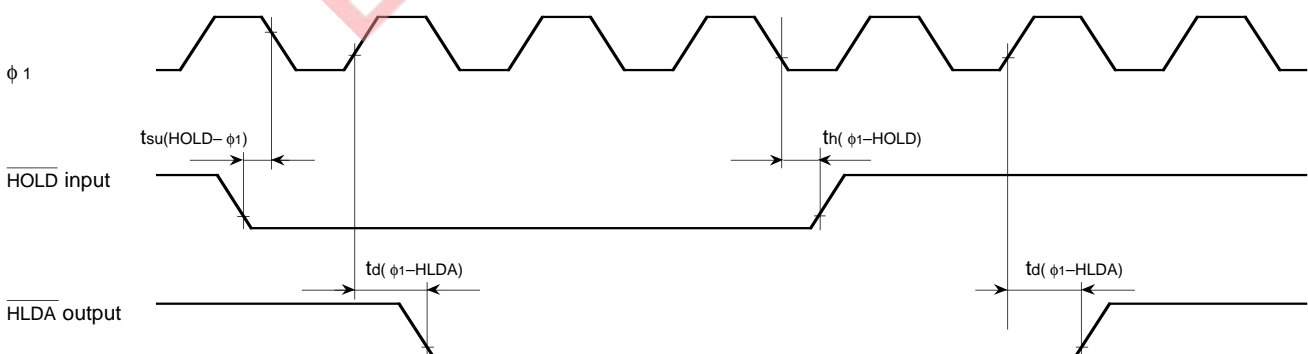 ϕ 1
tsu(HOLD– ϕ1)
th( ϕ1–HOLD)
HOLD input
td( ϕ1–HLDA)
td( ϕ1–HLDA)
HLDA output